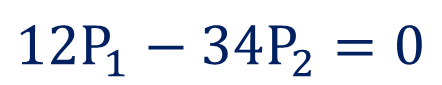 12P₁ − 34P₂ = 0